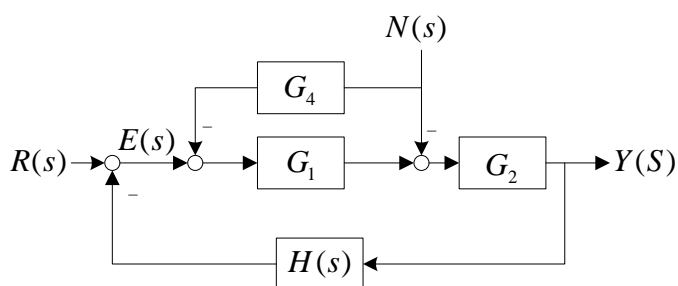 N(s)
G₄
–
–
R(s)
E(s)
G₁
G₂
Y(S)
–
H(s)